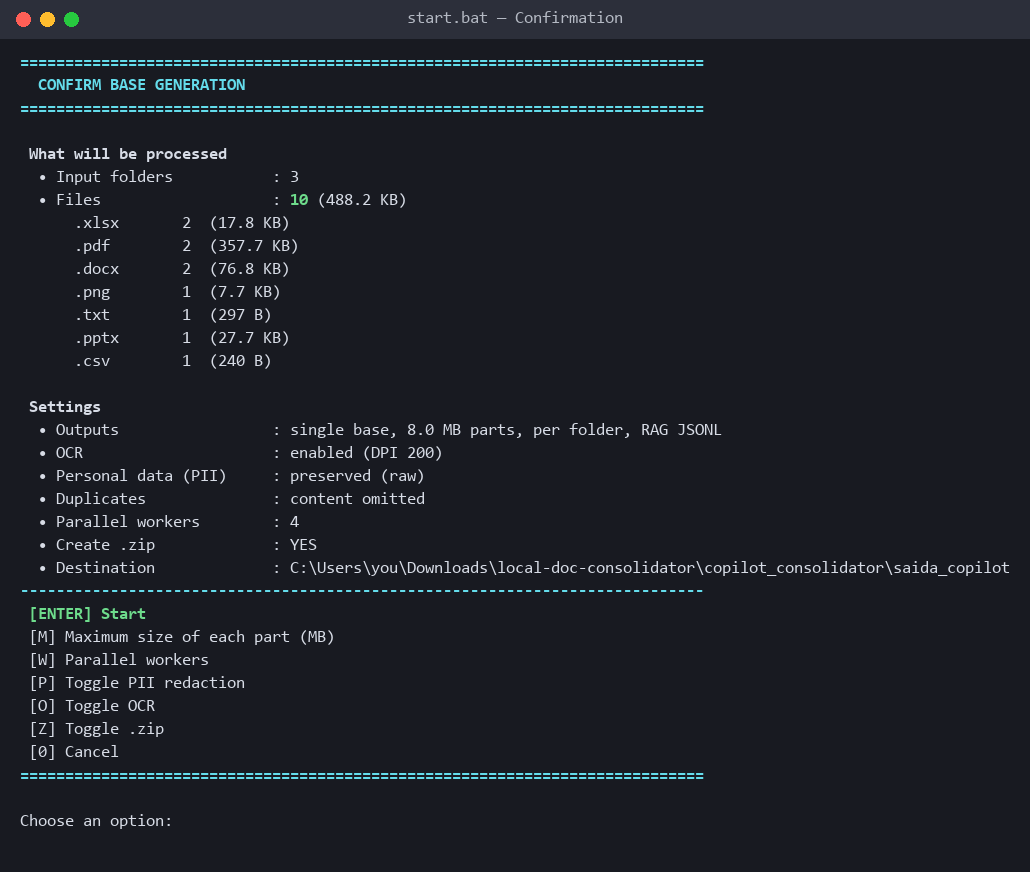 start.bat — Confirmation
============================================================================
CONFIRM BASE GENERATION
============================================================================
What will be processed
• Input folders : 3
• Files : 10 (488.2 KB)
.xlsx 2 (17.8 KB)
.pdf 2 (357.7 KB)
.docx 2 (76.8 KB)
.png 1 (7.7 KB)
.txt 1 (297 B)
.pptx 1 (27.7 KB)
.csv 1 (240 B)
Settings
• Outputs : single base, 8.0 MB parts, per folder, RAG JSONL
• OCR : enabled (DPI 200)
• Personal data (PII) : preserved (raw)
• Duplicates : content omitted
• Parallel workers : 4
• Create .zip : YES
• Destination : C:\Users\you\Downloads\local-doc-consolidator\copilot_consolidator\saida_copilot
----------------------------------------------------------------------------
[ENTER] Start
[M] Maximum size of each part (MB)
[W] Parallel workers
[P] Toggle PII redaction
[O] Toggle OCR
[Z] Toggle .zip
[0] Cancel
============================================================================
Choose an option: